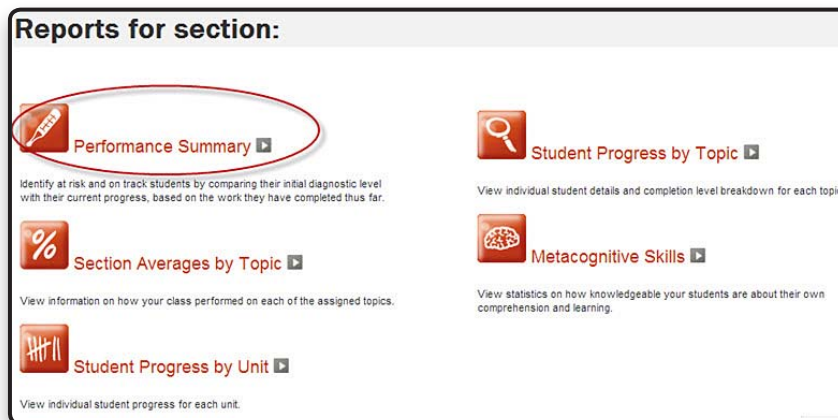 Reports for section:
Performance Summary
Identify at risk and on track students by comparing their initial diagnostic level
with their current progress, based on the work they have completed thus far.
%
Section Averages by Topic
View information on how your class performed on each of the assigned topics.
Student Progress by Unit
View individual student progress for each unit.
Student Progress by Topic
View individual student details and completion level breakdown for each topi
Metacognitive Skills
View statistics on how knowledgeable your students are about their own
comprehension and learning.